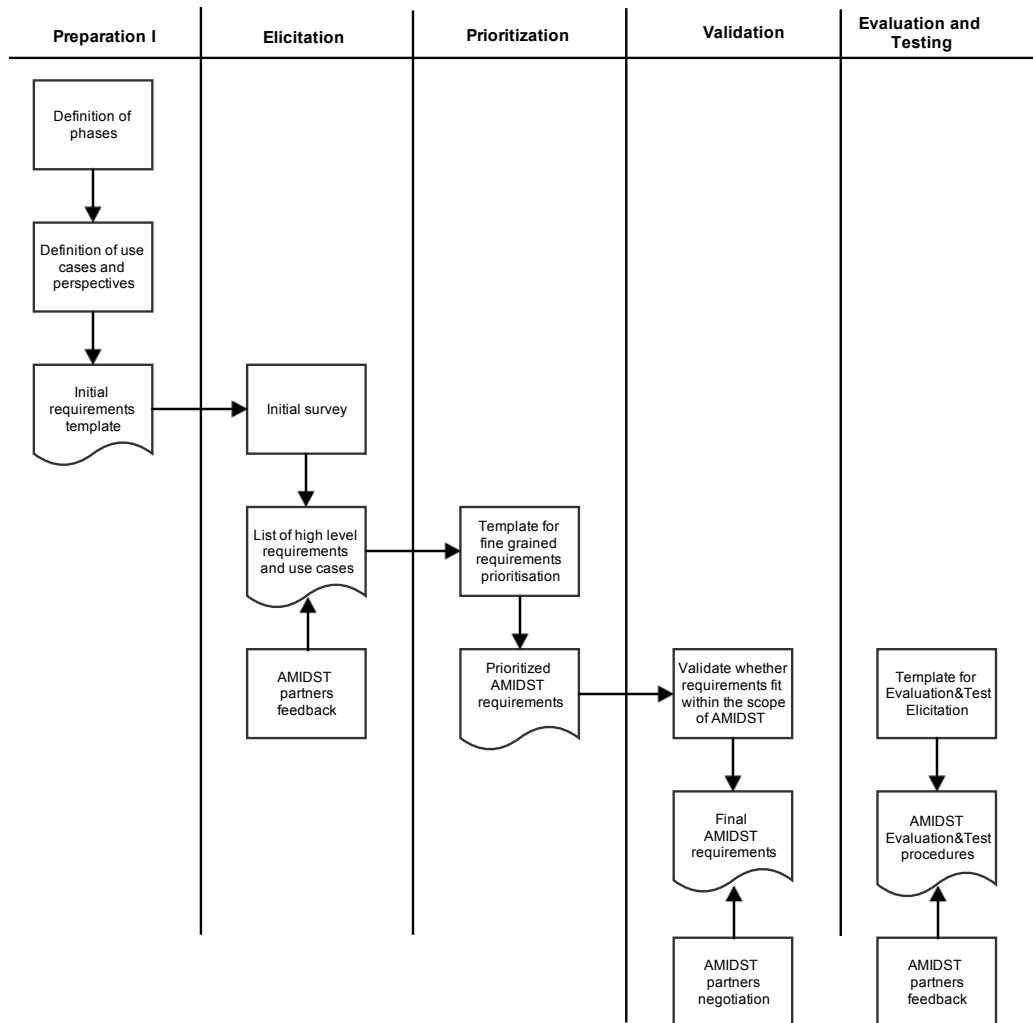 Preparation I
Elicitation
Prioritization
Validation
Evaluation and
Testing
Definition of
phases
Definition of use
cases and
perspectives
Initial
requirements
template
Initial survey
List of high level
requirements
and use cases
AMIDST
partners
feedback
Template for
fine grained
requirements
prioritisation
Prioritized
AMIDST
requirements
Validate whether
requirements fit
within the scope
of AMIDST
Final
AMIDST
requirements
AMIDST
partners
negotiation
Template for
Evaluation&Test
Elicitation
AMIDST
Evaluation&Test
procedures
AMIDST
partners
feedback